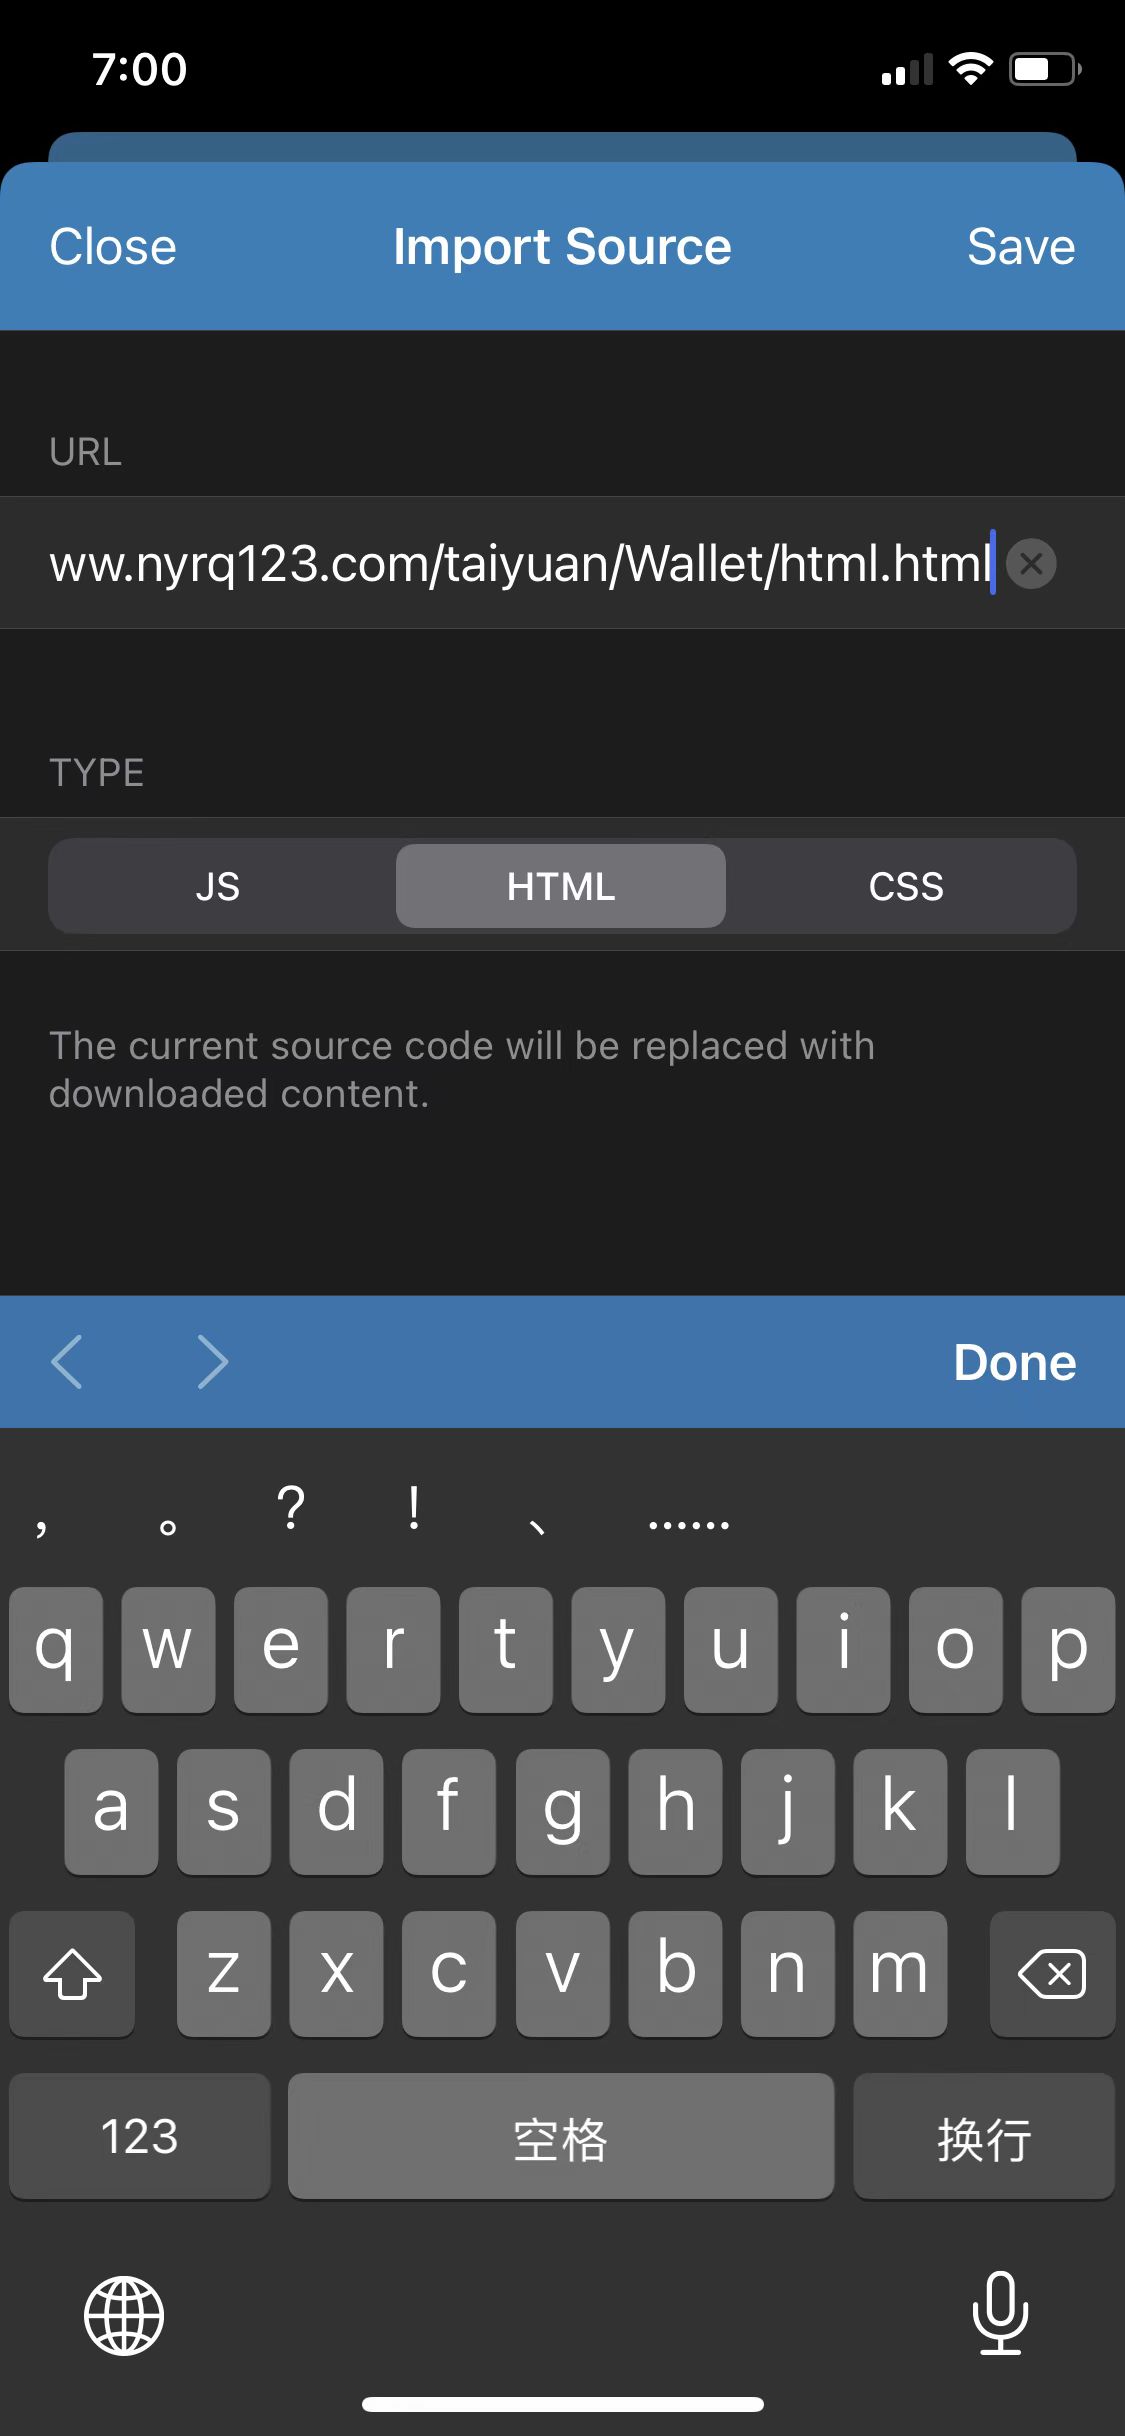 7:00
Close
Import Source
Save
URL
ww.nyrq123.com/taiyuan/Wallet/html.html
TYPE
JS
HTML
CSS
The current source code will be replaced with
downloaded content.
Done
， 。 ？ ！ 、 ……
q w e r t y u i o p
a s d f g h j k l
z x c v b n m
123
空格
换行